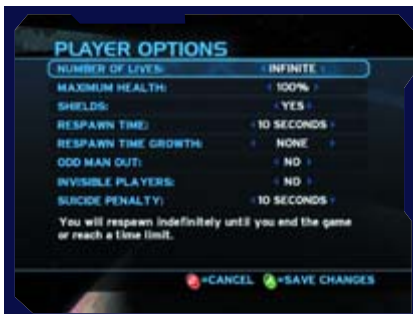 PLAYER OPTIONS
NUMBER OF LIVES: INFINITE
MAXIMUM HEALTH: 100%
SHIELDS: YES
RESPAWN TIME: 10 SECONDS
RESPAWN TIME GROWTH: NONE
ODD MAN OUT: NO
INVISIBLE PLAYERS: NO
SUICIDE PENALTY: 10 SECONDS
You will respawn indefinitely until you end the game
or reach a time limit.
B=CANCEL A=SAVE CHANGES